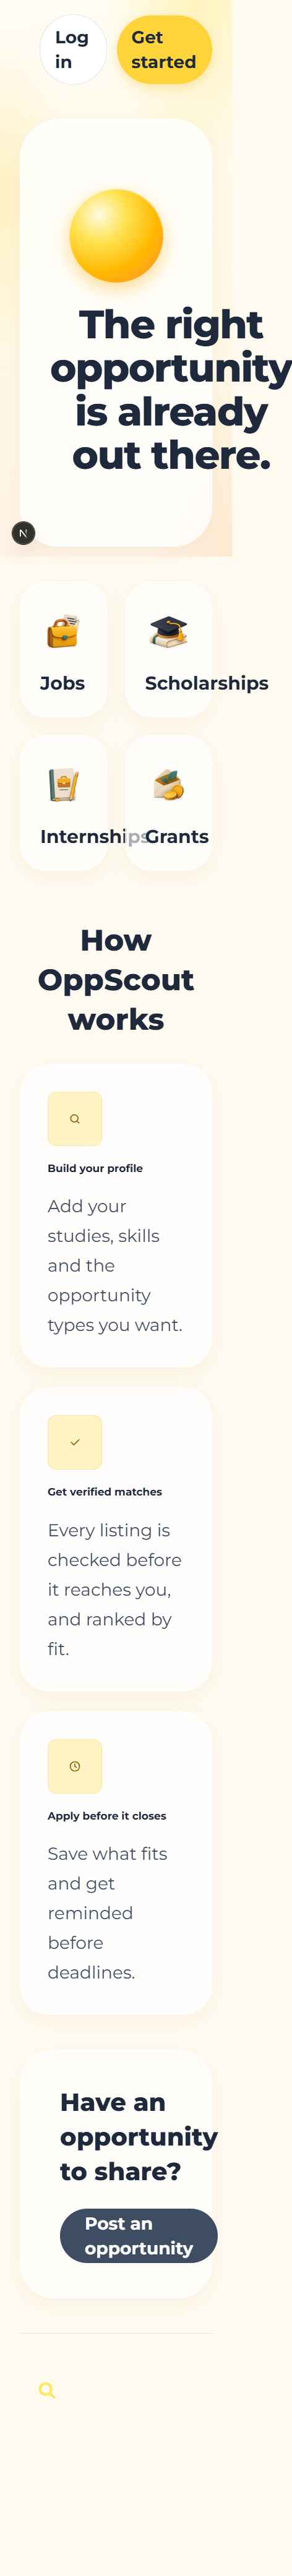 Log
in
Get
started
The right
opportunity
is already
out there.
N
Jobs
Scholarships
Internships
Grants
How
OppScout
works
Build your profile
Add your
studies, skills
and the
opportunity
types you want.
Get verified matches
Every listing is
checked before
it reaches you,
and ranked by
fit.
Apply before it closes
Save what fits
and get
reminded
before
deadlines.
Have an
opportunity
to share?
Post an
opportunity